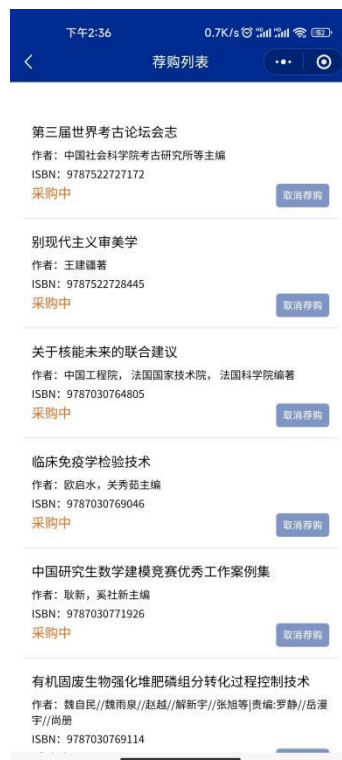 下午2:36
0.7K/s
52
荐购列表
第三届世界考古论坛会志
作者：中国社会科学院考古研究所等主编
ISBN：9787522727172
采购中
取消荐购
别现代主义审美学
作者：王建疆著
ISBN：9787522728445
采购中
取消荐购
关于核能未来的联合建议
作者：中国工程院， 法国国家技术院， 法国科学院编著
ISBN：9787030764805
采购中
取消荐购
临床免疫学检验技术
作者：欧启水，关秀茹主编
ISBN：9787030769046
采购中
取消荐购
中国研究生数学建模竞赛优秀工作案例集
作者：耿新，奚社新主编
ISBN：9787030771926
采购中
取消荐购
有机固废生物强化堆肥磷组分转化过程控制技术
作者：魏自民//魏雨泉//赵越//解新宇//张旭等|责编:罗静//岳漫
宇//尚册
ISBN：9787030769114